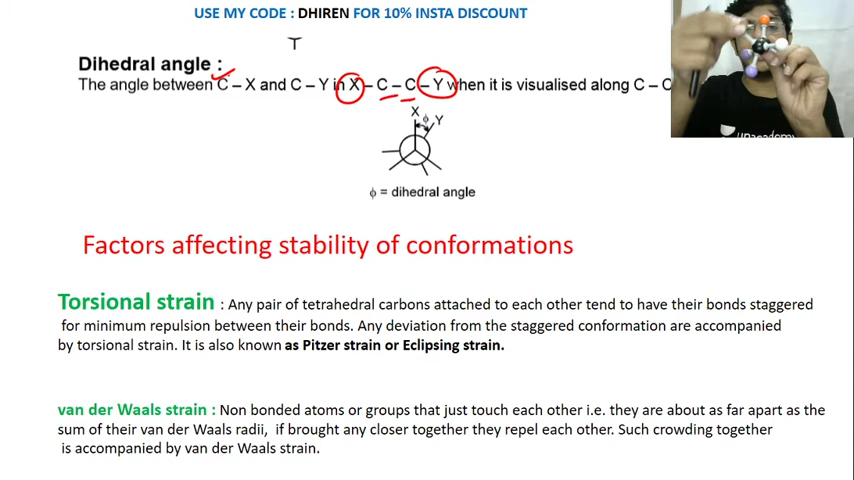 USE MY CODE : DHIREN FOR 10% INSTA DISCOUNT
T
Dihedral angle :
The angle between C – X and C – Y in X – C – C – Y when it is visualised along C – C
X
ϕ Y
ϕ = dihedral angle
Factors affecting stability of conformations
Torsional strain : Any pair of tetrahedral carbons attached to each other tend to have their bonds staggered
for minimum repulsion between their bonds. Any deviation from the staggered conformation are accompanied
by torsional strain. It is also known as Pitzer strain or Eclipsing strain.
van der Waals strain : Non bonded atoms or groups that just touch each other i.e. they are about as far apart as the
sum of their van der Waals radii, if brought any closer together they repel each other. Such crowding together
is accompanied by van der Waals strain.